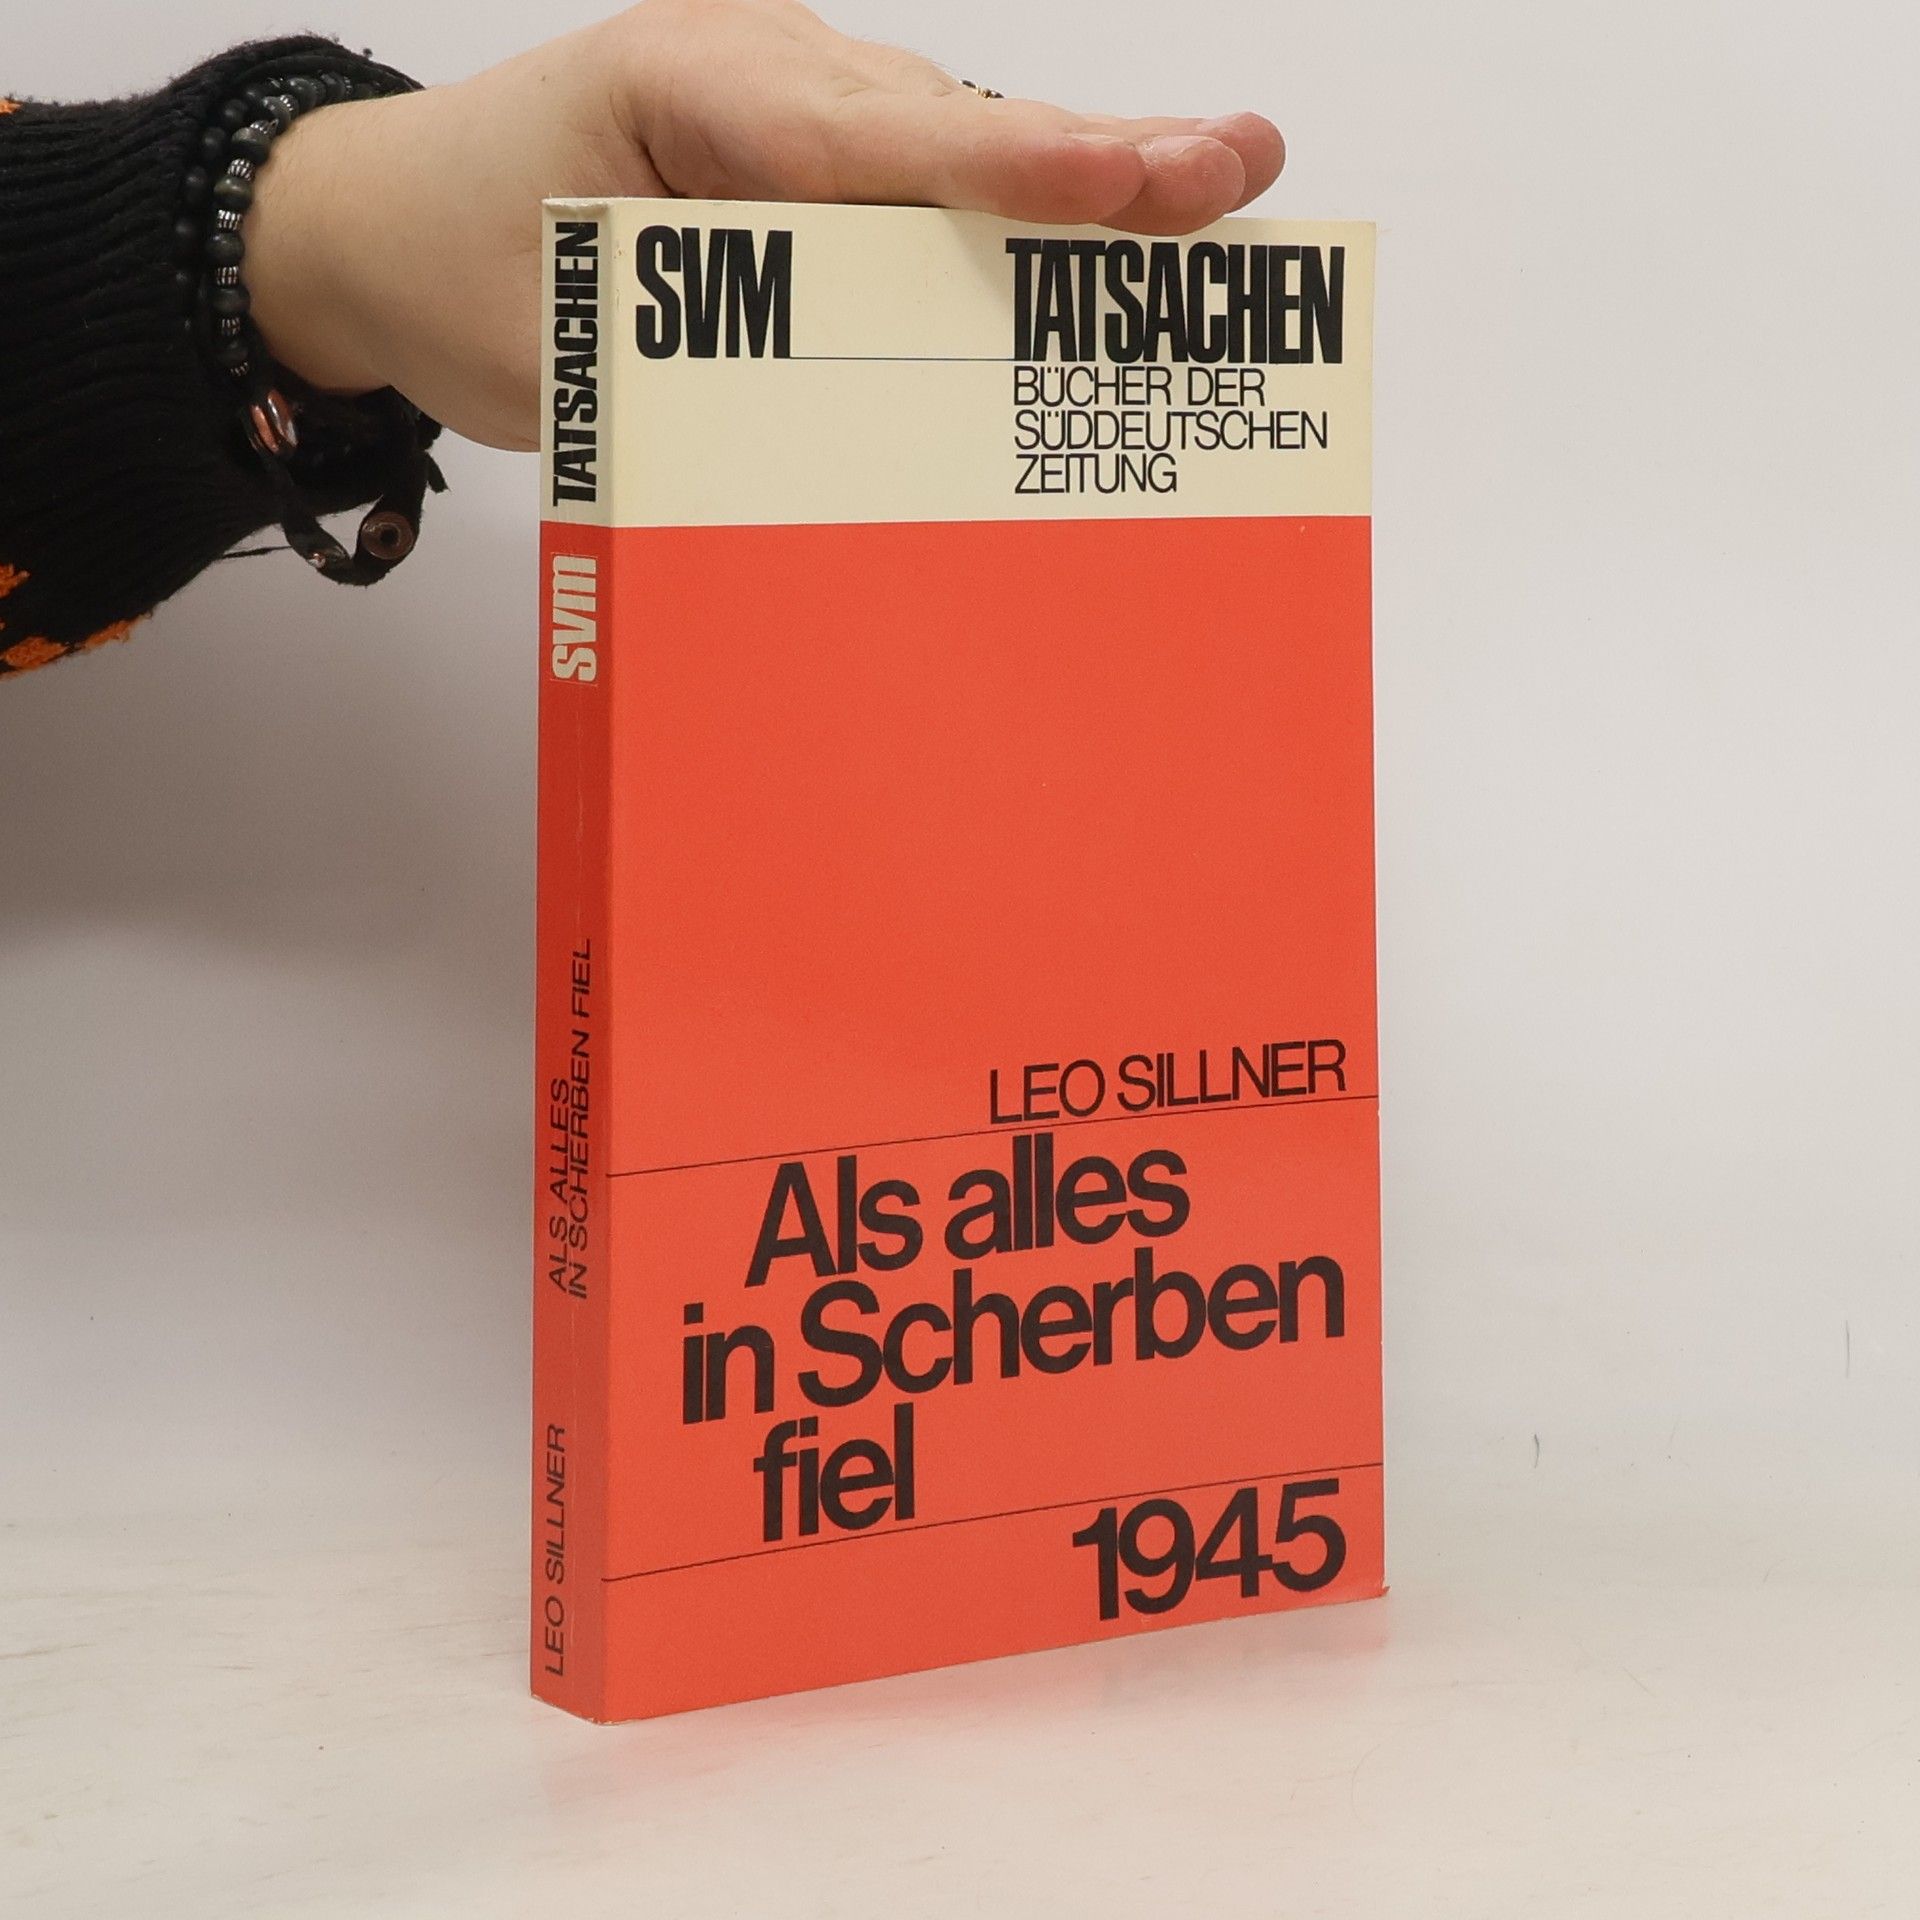 TATSACHEN
SVM
ALS ALLES
IN SCHERBEN FIEL
LEO SILLNER
SVM TATSACHEN
BÜCHER DER
SÜDDEUTSCHEN
ZEITUNG
LEO SILLNER
Als alles
in Scherben
fiel
1945